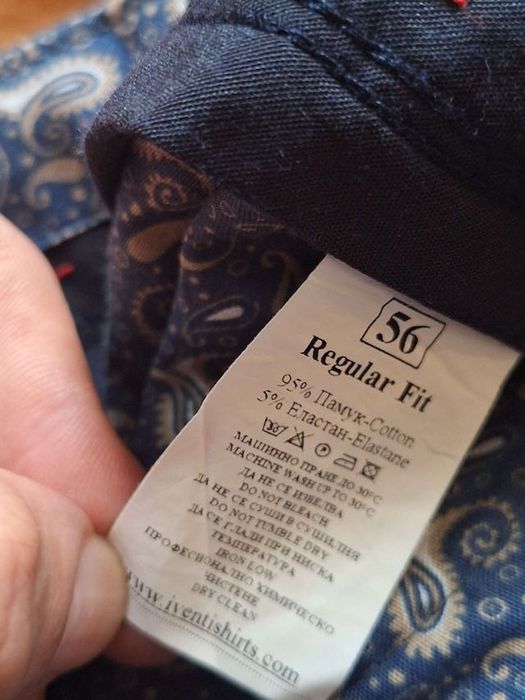 56
Regular Fit
95% Памук-Cotton
5% Еластан-Elastane
30
МАШИННО ПРАНЕ ДО 30°C
MACHINE WASH UP TO 30°C
ДА НЕ СЕ ИЗБЕЛВА
DO NOT BLEACH
ДА НЕ СЕ СУШИ В СУШИЛНЯ
DO NOT TUMBLE DRY
ДА СЕ ГЛАДИ ПРИ НИСКА
ТЕМПЕРАТУРА
IRON LOW
ПРОФЕСИОНАЛНО ХИМИЧЕСКО
ЧИСТЕНЕ
DRY CLEAN
www.iventishirts.com